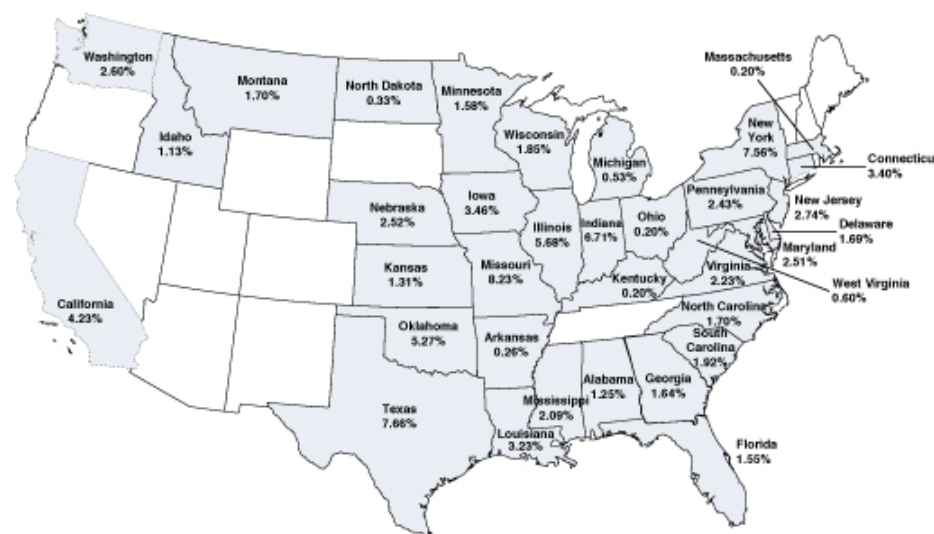 Washington
2.60%
Montana
1.70%
North Dakota
0.33%
Minnesota
1.58%
Massachusetts
0.20%
Idaho
1.13%
Wisconsin
1.85%
Michigan
0.53%
New
York
7.56%
Connecticu
3.40%
Nebraska
2.52%
Iowa
3.46%
Pennsylvania
2.43%
New Jersey
2.74%
Illinois
5.68%
Indiana
6.71%
Ohio
0.20%
Delaware
1.69%
Maryland
2.51%
Kansas
1.31%
Missouri
8.23%
Kentucky
0.20%
Virginia
2.23%
West Virginia
0.60%
California
4.23%
Oklahoma
5.27%
Arkansas
0.26%
North Carolina
1.70%
South
Carolina
1.92%
Texas
7.66%
Mississippi
2.09%
Alabama
1.25%
Georgia
1.64%
Louisiana
3.23%
Florida
1.55%